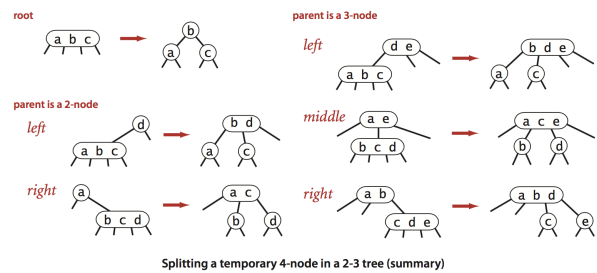 root
a b c
b
a c
parent is a 2-node
left
d
a b c
b d
a c
right
a
b c d
a c
b d
parent is a 3-node
left
d e
a b c
b d e
a c
middle
a e
b c d
a c e
b d
right
a b
c d e
a b d
c e
Splitting a temporary 4-node in a 2-3 tree (summary)